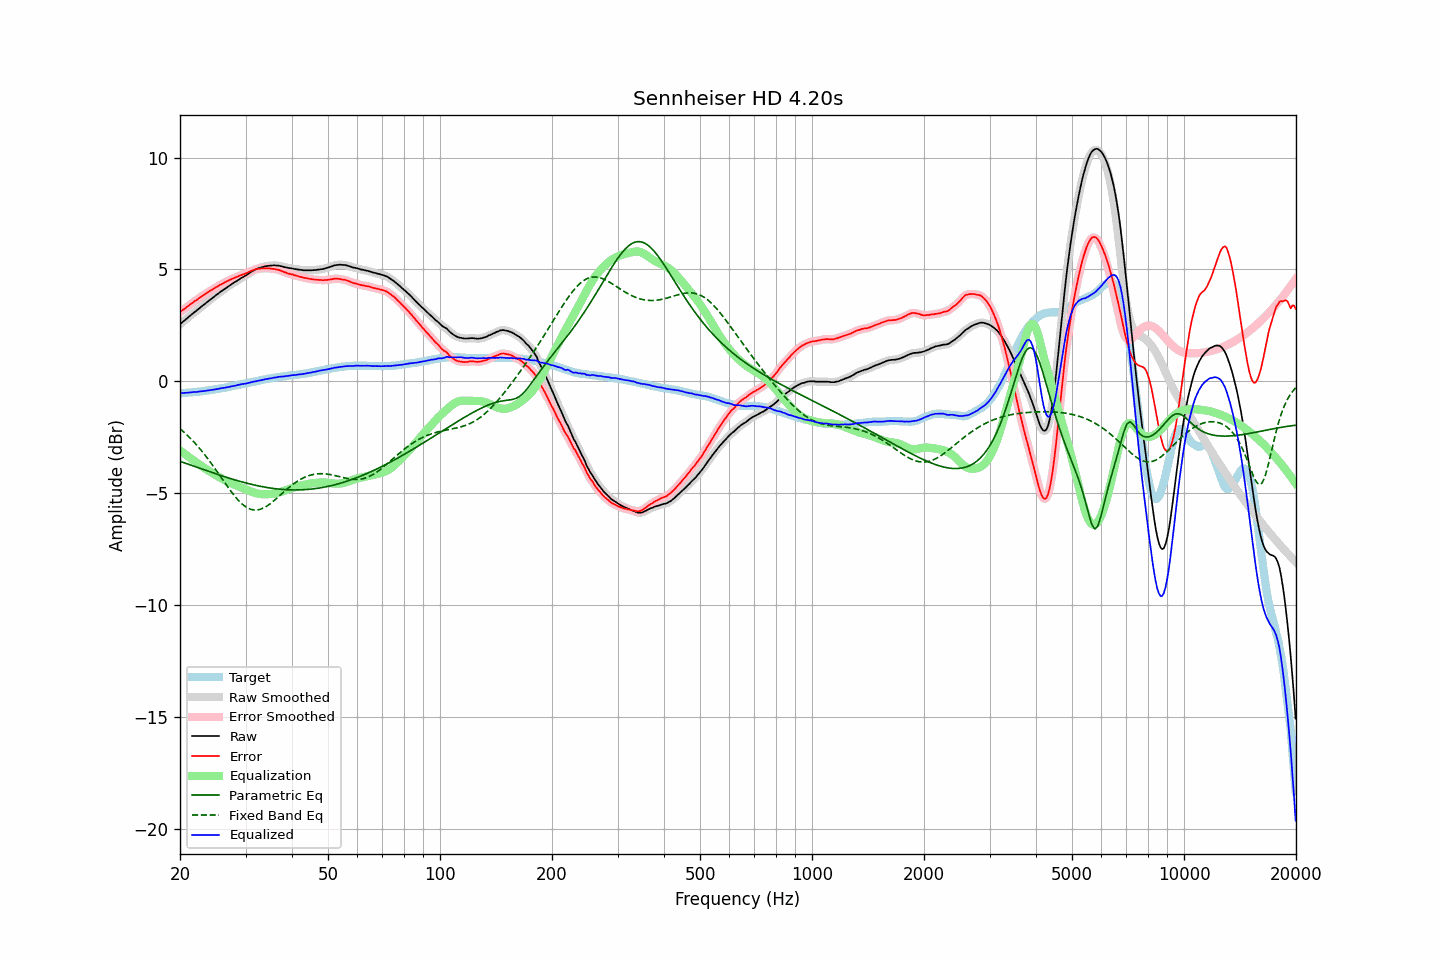 Sennheiser HD 4.20s
Amplitude (dBr)
10
5
0
−5
−10
−15
−20
Target
Raw Smoothed
Error Smoothed
Raw
Error
Equalization
Parametric Eq
Fixed Band Eq
Equalized
20 50 100 200 500 1000 2000 5000 10000 20000
Frequency (Hz)